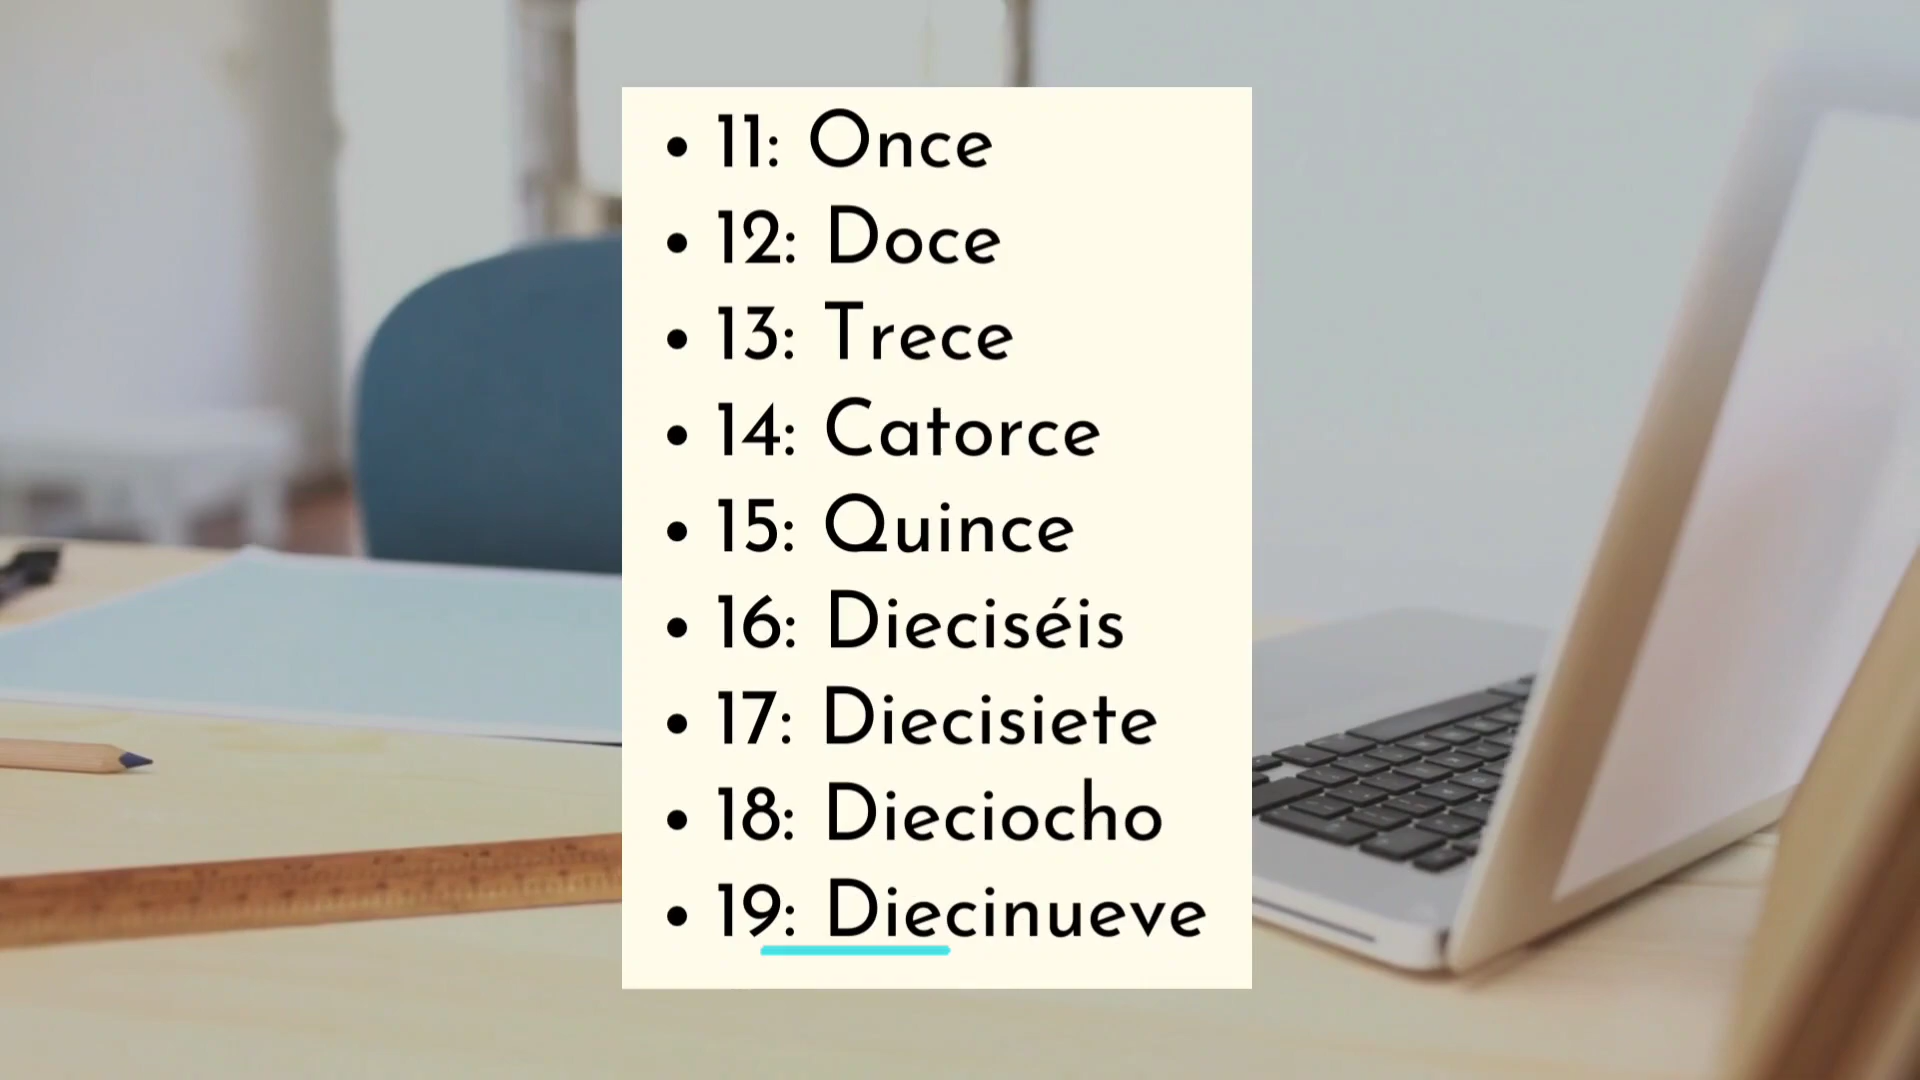 • 11: Once
• 12: Doce
• 13: Trece
• 14: Catorce
• 15: Quince
• 16: Dieciséis
• 17: Diecisiete
• 18: Dieciocho
• 19: Diecinueve